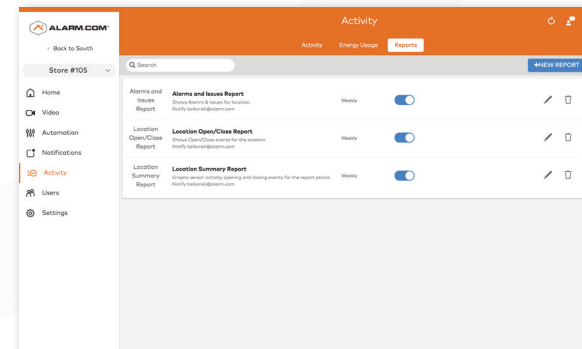 ALARM.COM
Activity
‹ Back to South
Activity Energy Usage Reports
Store #105
Search
+NEW REPORT
Home
Video
Automation
Notifications
Activity
Users
Settings
Alarms and
Issues
Report
Alarms and Issues Report
Shows Alarms & Issues for location.
Notify bsikorski@alarm.com
Weekly
Location
Open/Close
Report
Location Open/Close Report
Shows Open/Close events for the location.
Notify bsikorski@alarm.com
Weekly
Location
Summary
Report
Location Summary Report
Graphs sensor activity, opening and closing events for the report period.
Notify bsikorski@alarm.com
Weekly